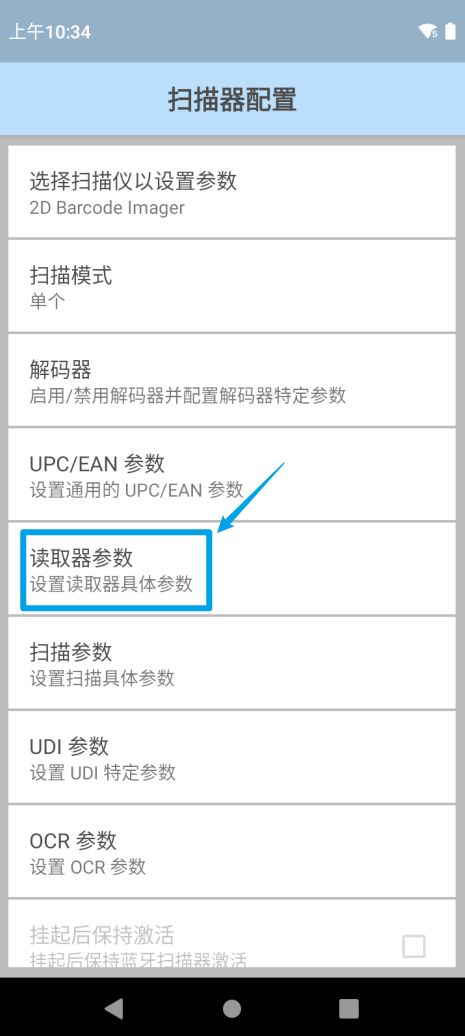 上午10:34
扫描器配置
选择扫描仪以设置参数
2D Barcode Imager
扫描模式
单个
解码器
启用/禁用解码器并配置解码器特定参数
UPC/EAN 参数
设置通用的 UPC/EAN 参数
读取器参数
设置读取器具体参数
扫描参数
设置扫描具体参数
UDI 参数
设置 UDI 特定参数
OCR 参数
设置 OCR 参数
挂起后保持激活
挂起后保持蓝牙扫描器激活